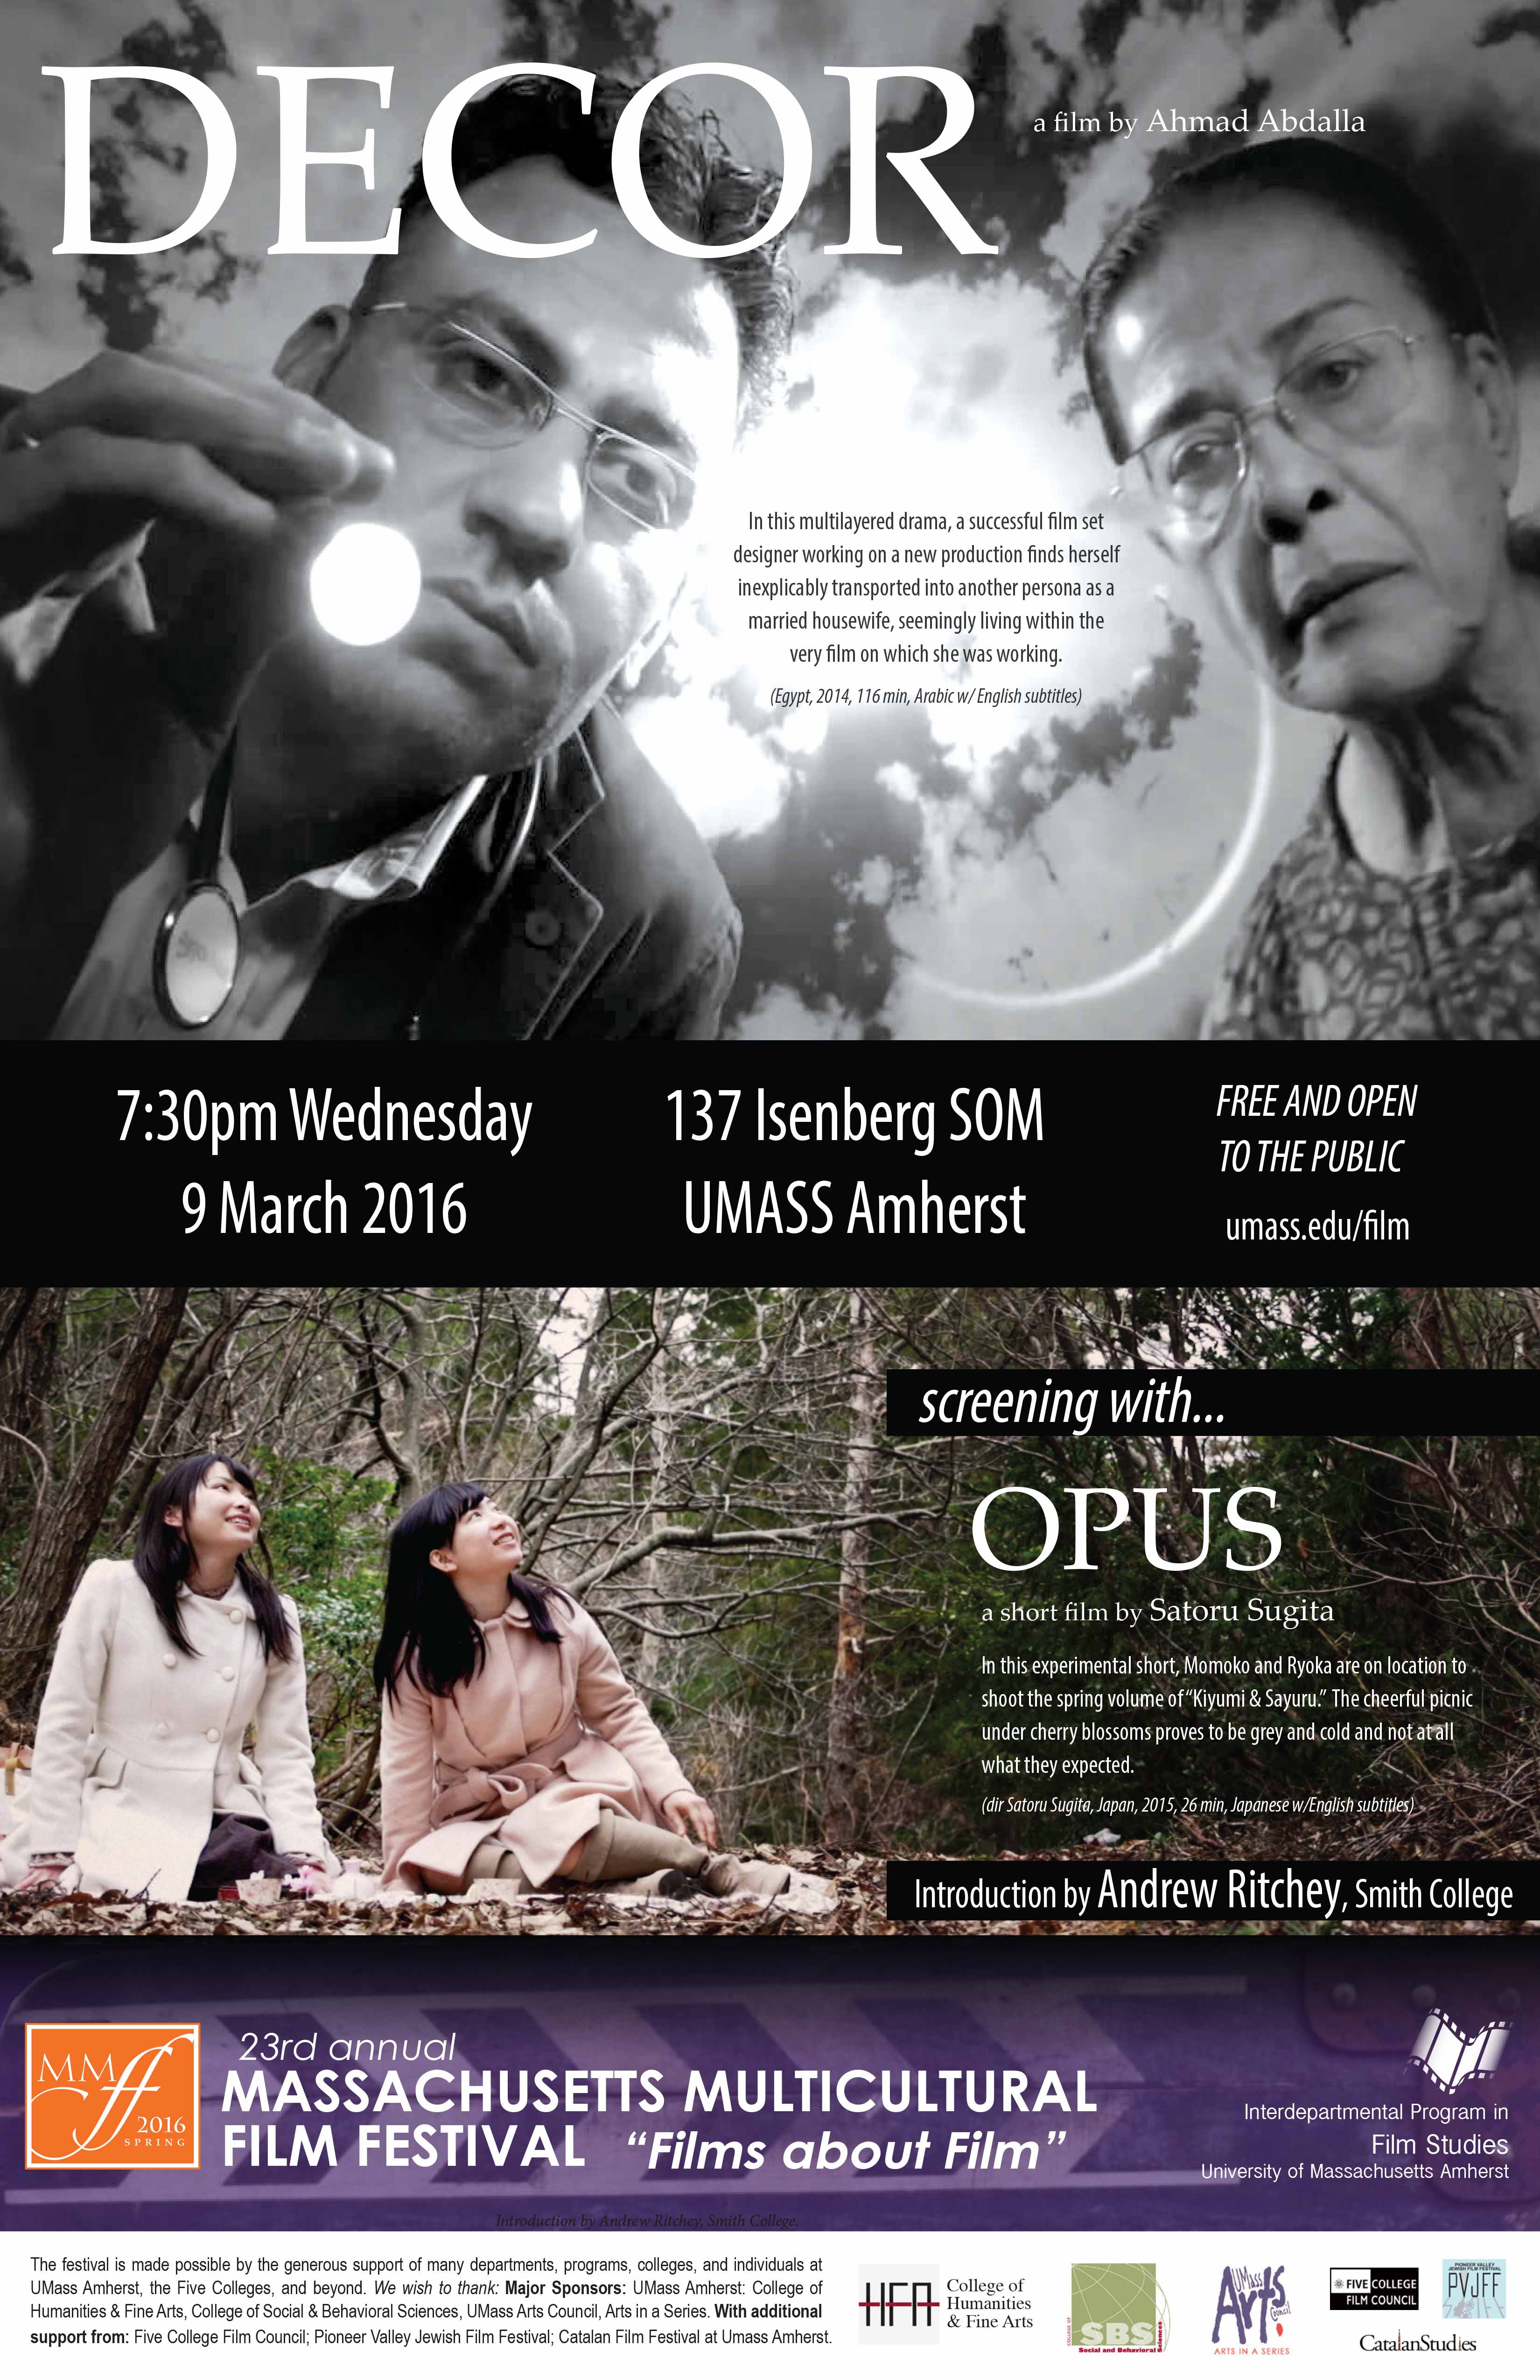 DECOR
a film by Ahmad Abdalla
In this multilayered drama, a successful film set
designer working on a new production finds herself
inexplicably transported into another persona as a
married housewife, seemingly living within the
very film on which she was working.
(Egypt, 2014, 116 min, Arabic w/ English subtitles)
7:30pm Wednesday
9 March 2016
137 Isenberg SOM
UMASS Amherst
FREE AND OPEN
TO THE PUBLIC
umass.edu/film
screening with...
OPUS
a short film by Satoru Sugita
In this experimental short, Momoko and Ryoka are on location to
shoot the spring volume of “Kiyumi & Sayuru.” The cheerful picnic
under cherry blossoms proves to be grey and cold and not at all
what they expected.
(dir Satoru Sugita, Japan, 2015, 26 min, Japanese w/English subtitles)
Introduction by Andrew Ritchey, Smith College
MMff
2016
SPRING
23rd annual
MASSACHUSETTS MULTICULTURAL
FILM FESTIVAL “Films about Film”
Interdepartmental Program in
Film Studies
University of Massachusetts Amherst
Introduction by Andrew Ritchey, Smith College.
The festival is made possible by the generous support of many departments, programs, colleges, and individuals at
UMass Amherst, the Five Colleges, and beyond. We wish to thank: Major Sponsors: UMass Amherst: College of
Humanities & Fine Arts, College of Social & Behavioral Sciences, UMass Arts Council, Arts in a Series. With additional
support from: Five College Film Council; Pioneer Valley Jewish Film Festival; Catalan Film Festival at Umass Amherst.
HFA
College of
Humanities
& Fine Arts
COLLEGE OF
SBS
Social and Behavioral Sciences
UMass
Arts
Council
ARTS IN A SERIES
FIVE COLLEGE
FILM COUNCIL
PIONEER VALLEY
JEWISH FILM FESTIVAL
PVJFF
CatalanStudies